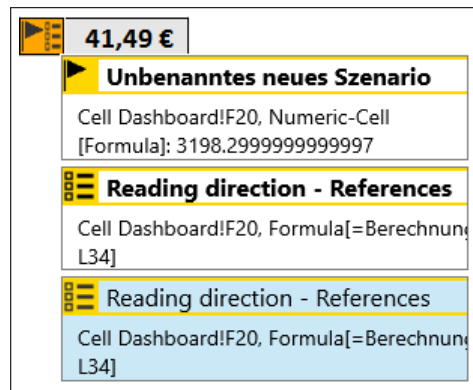 41,49 €
Unbenanntes neues Szenario
Cell Dashboard!F20, Numeric-Cell
[Formula]: 3198.2999999999997
Reading direction - References
Cell Dashboard!F20, Formula[=Berechnung
L34]
Reading direction - References
Cell Dashboard!F20, Formula[=Berechnung
L34]